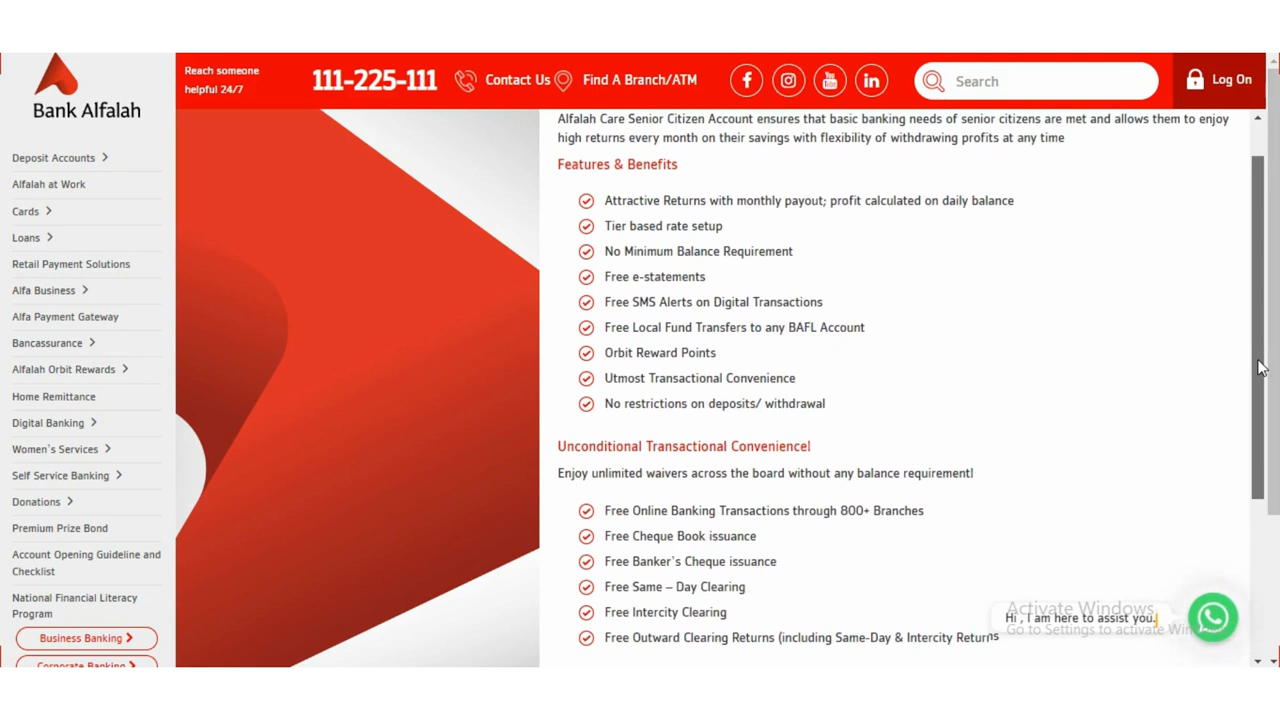 Reach someone
helpful 24/7
111-225-111
Contact Us
Find A Branch/ATM
Search
Log On
Bank Alfalah
Deposit Accounts
Alfalah at Work
Cards
Loans
Retail Payment Solutions
Alfa Business
Alfa Payment Gateway
Bancassurance
Alfalah Orbit Rewards
Home Remittance
Digital Banking
Women's Services
Self Service Banking
Donations
Premium Prize Bond
Account Opening Guideline and
Checklist
National Financial Literacy
Program
Business Banking
Corporate Banking
Alfalah Care Senior Citizen Account ensures that basic banking needs of senior citizens are met and allows them to enjoy
high returns every month on their savings with flexibility of withdrawing profits at any time
Features & Benefits
Attractive Returns with monthly payout; profit calculated on daily balance
Tier based rate setup
No Minimum Balance Requirement
Free e-statements
Free SMS Alerts on Digital Transactions
Free Local Fund Transfers to any BAFL Account
Orbit Reward Points
Utmost Transactional Convenience
No restrictions on deposits/ withdrawal
Unconditional Transactional Convenience!
Enjoy unlimited waivers across the board without any balance requirement!
Free Online Banking Transactions through 800+ Branches
Free Cheque Book issuance
Free Banker's Cheque issuance
Free Same – Day Clearing
Free Intercity Clearing
Free Outward Clearing Returns (including Same-Day & Intercity Returns
Activate Windows
Hi , I am here to assist you.
Go to Settings to activate Win